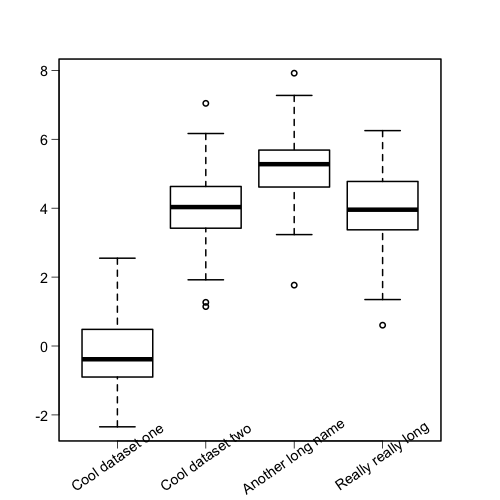 8
6
4
2
0
-2
Cool dataset one
Cool dataset two
Another long name
Really really long